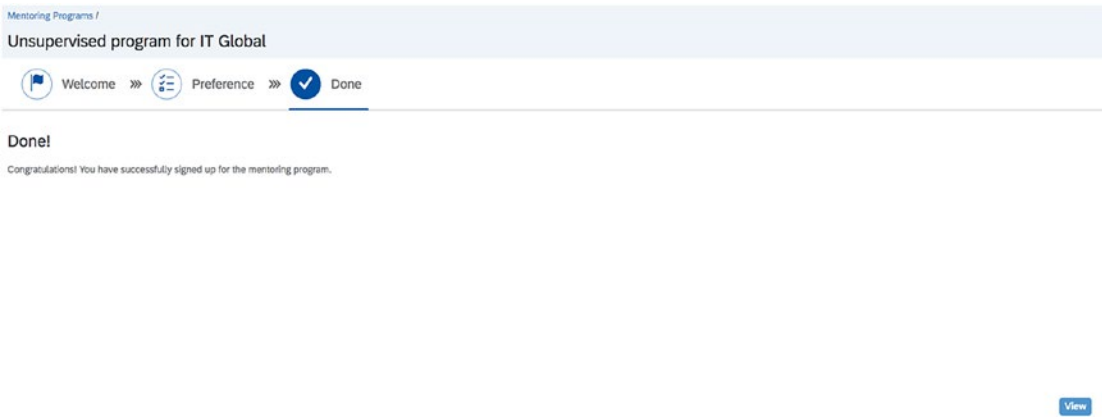 Mentoring Programs /
Unsupervised program for IT Global
Welcome »» Preference »» Done
Done!
Congratulations! You have successfully signed up for the mentoring program.
View